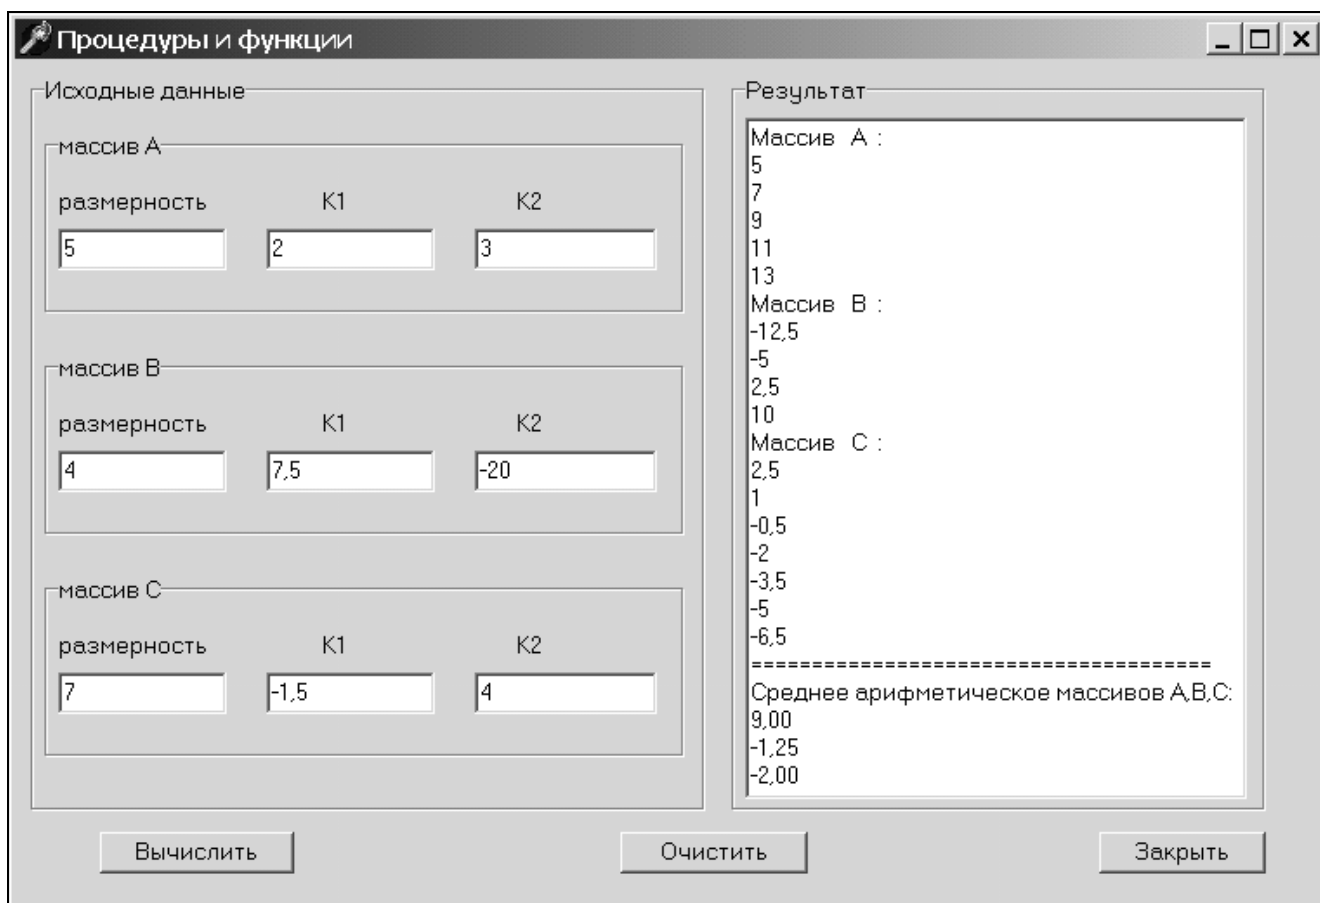 Процедуры и функции
Исходные данные
массив A
размерность K1 K2
5 2 3
массив B
размерность K1 K2
4 7,5 -20
массив C
размерность K1 K2
7 -1,5 4
Результат
Массив A :
5
7
9
11
13
Массив B :
-12,5
-5
2,5
10
Массив C :
2,5
1
-0,5
-2
-3,5
-5
-6,5
======================================
Среднее арифметическое массивов A,B,C:
9,00
-1,25
-2,00
Вычислить Очистить Закрыть